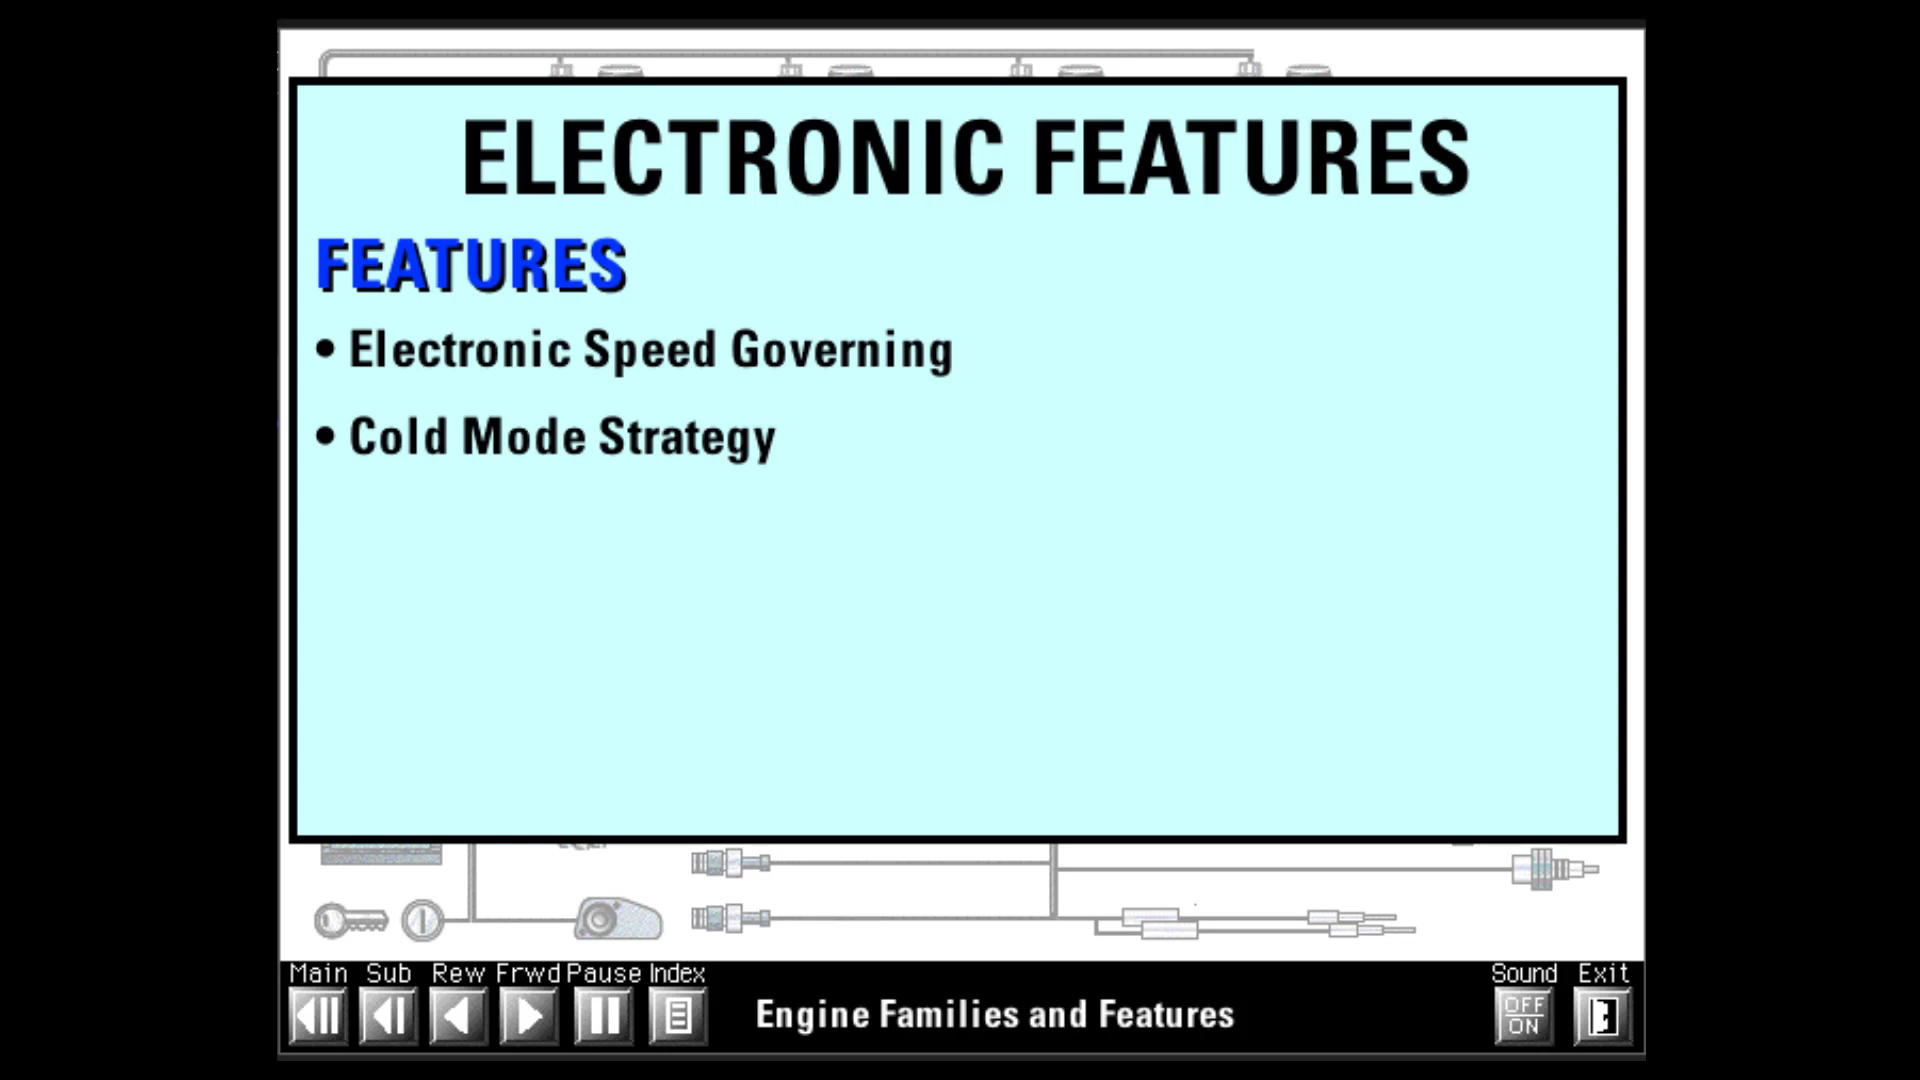 ELECTRONIC FEATURES
FEATURES
• Electronic Speed Governing
• Cold Mode Strategy
Main Sub Rew Frwd Pause Index
Sound Exit
Engine Families and Features
OFF
ON